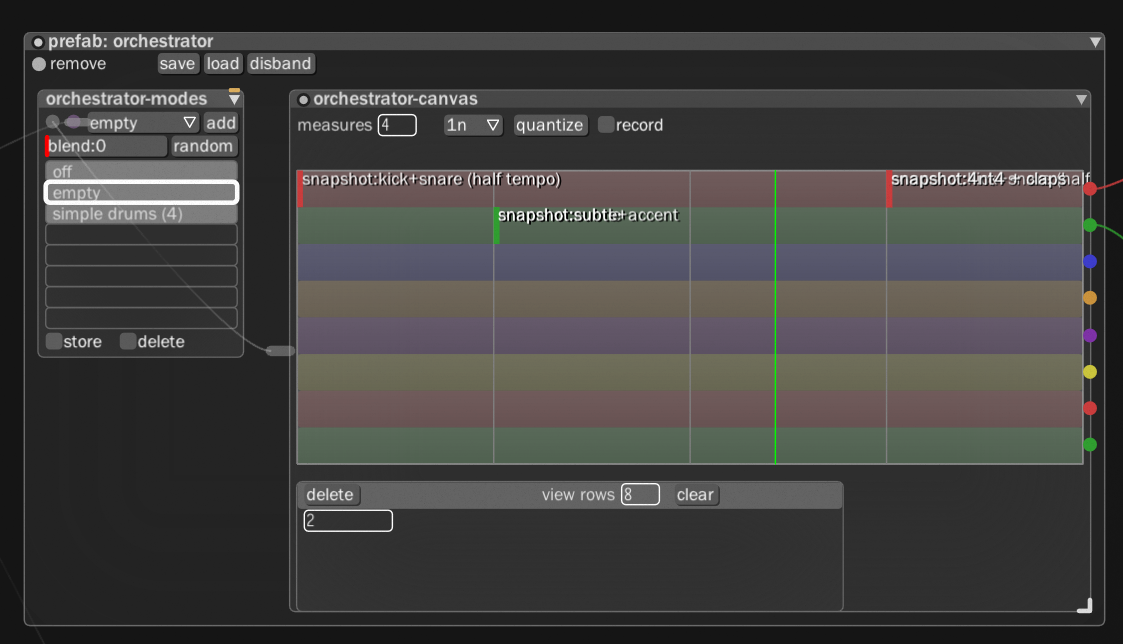 prefab: orchestrator
remove save load disband
orchestrator-modes
empty add
blend:0 random
off
empty
simple drums (4)
store delete
orchestrator-canvas
measures 4 1n quantize record
snapshot:kick+snare (half tempo)
snapshot:
snapshot:subtle+accent
delete view rows 8 clear
2